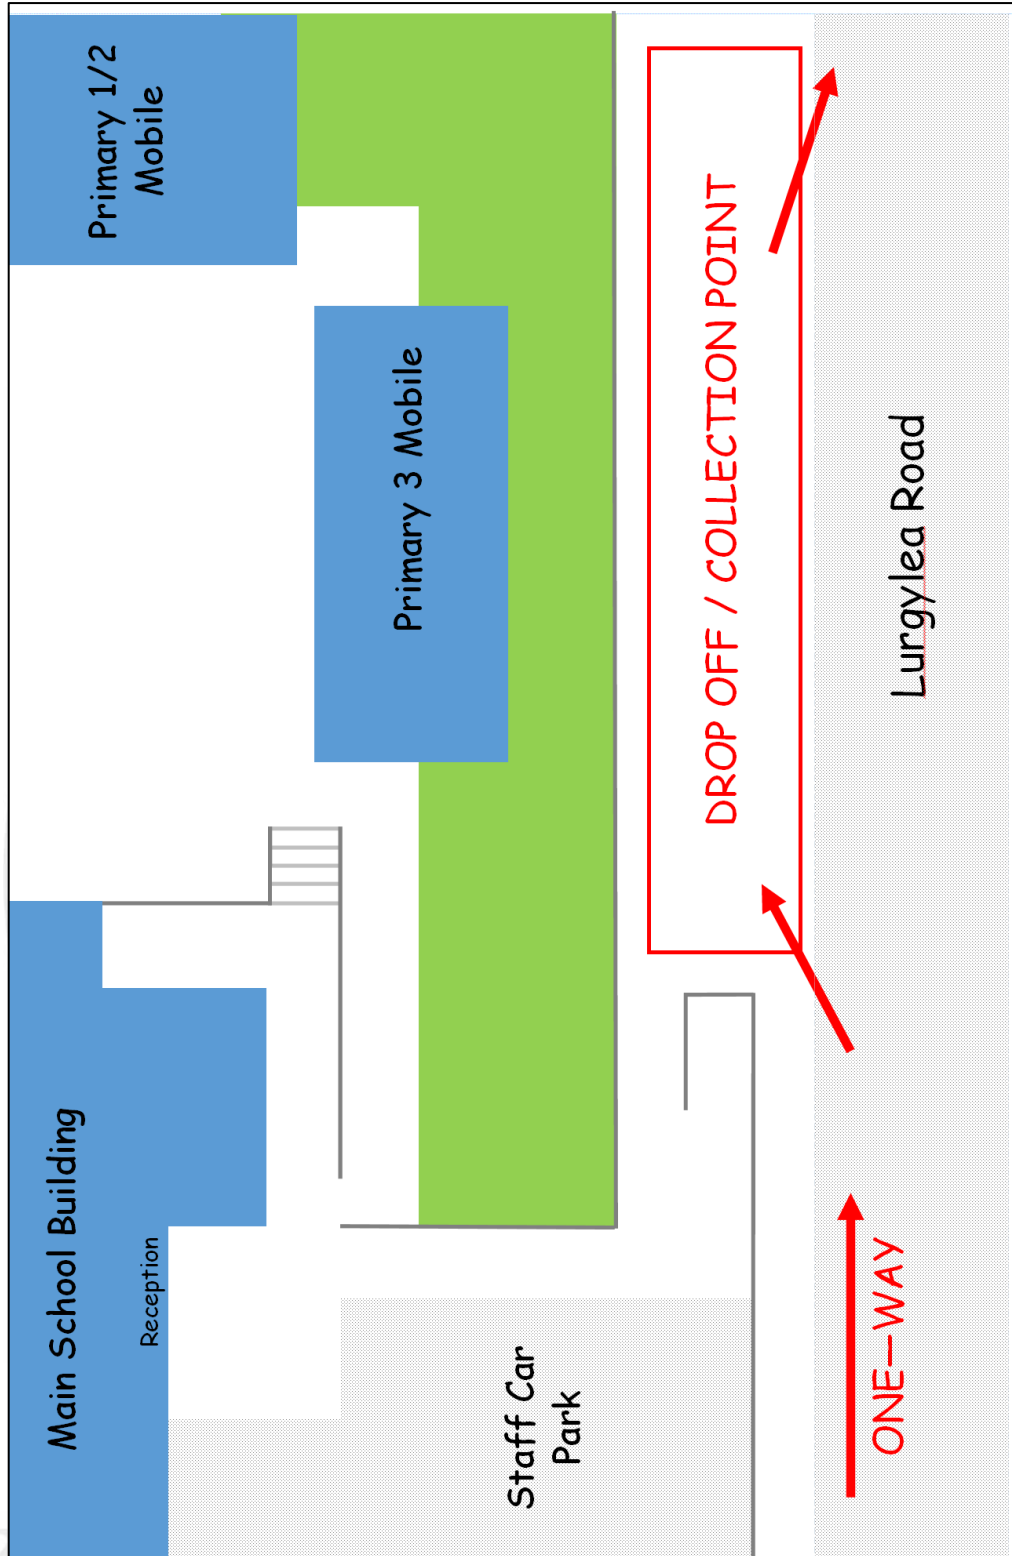 Primary 1/2
Mobile
Primary 3 Mobile
Main School Building
Reception
Staff Car
Park
DROP OFF / COLLECTION POINT
Lurgylea Road
ONE–-WAY